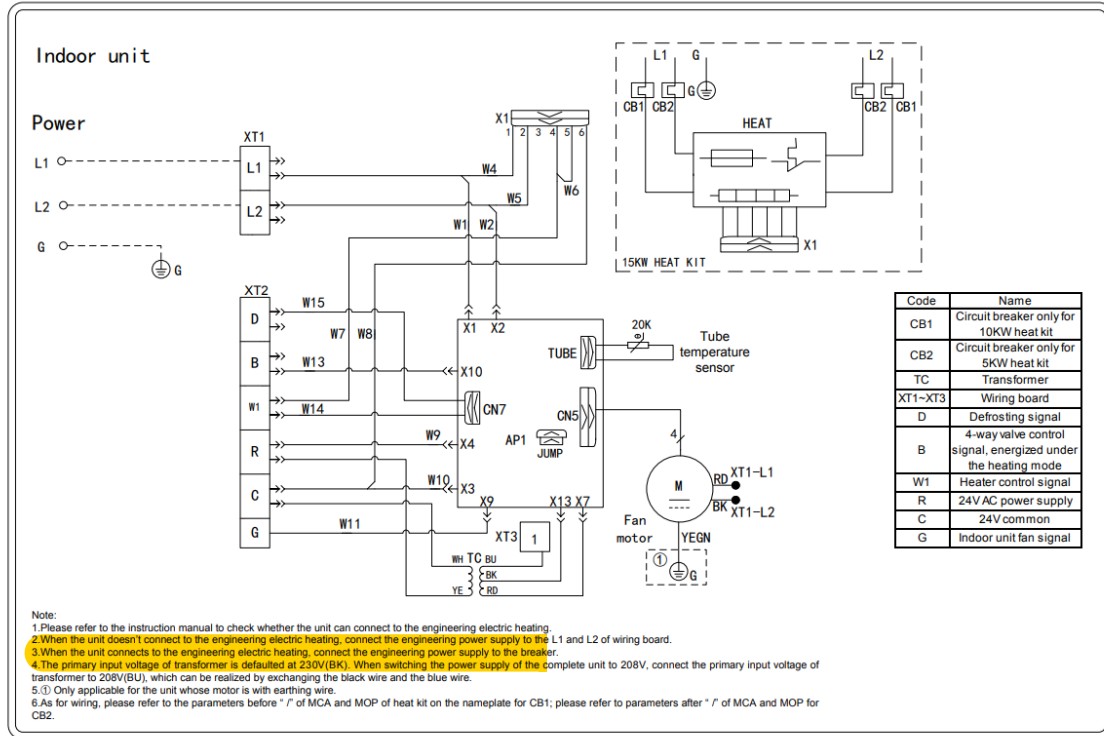 Indoor unit
Power
L1
L2
G
G
XT1
L1
L2
X1
1 2 3 4 5 6
W4
W5
W6
W1
W2
W7
W8
XT2
D
B
W1
R
C
G
W15
W13
W14
W9
W10
W11
X1
X2
X10
CN7
X4
X3
X9
X13
X7
TUBE
CN5
AP1
JUMP
20K
Tube
temperature
sensor
4
M
Fan
motor
RD
XT1-L1
BK
XT1-L2
YEGN
①
G
XT3
1
WH
TC
BU
BK
YE
RD
L1
G
L2
CB1
CB2
G
CB2
CB1
HEAT
X1
15KW HEAT KIT
Code Name
CB1 Circuit breaker only for
10KW heat kit
CB2 Circuit breaker only for
5KW heat kit
TC Transformer
XT1~XT3 Wiring board
D Defrosting signal
B 4-way valve control
signal, energized under
the heating mode
W1 Heater control signal
R 24V AC power supply
C 24V common
G Indoor unit fan signal
Note:
1.Please refer to the instruction manual to check whether the unit can connect to the engineering electric heating.
2.When the unit doesn't connect to the engineering electric heating, connect the engineering power supply to the L1 and L2 of wiring board.
3.When the unit connects to the engineering electric heating, connect the engineering power supply to the breaker.
4.The primary input voltage of transformer is defaulted at 230V(BK). When switching the power supply of the complete unit to 208V, connect the primary input voltage of
transformer to 208V(BU), which can be realized by exchanging the black wire and the blue wire.
5.① Only applicable for the unit whose motor is with earthing wire.
6.As for wiring, please refer to the parameters before " /" of MCA and MOP of heat kit on the nameplate for CB1; please refer to parameters after " /" of MCA and MOP for
CB2.